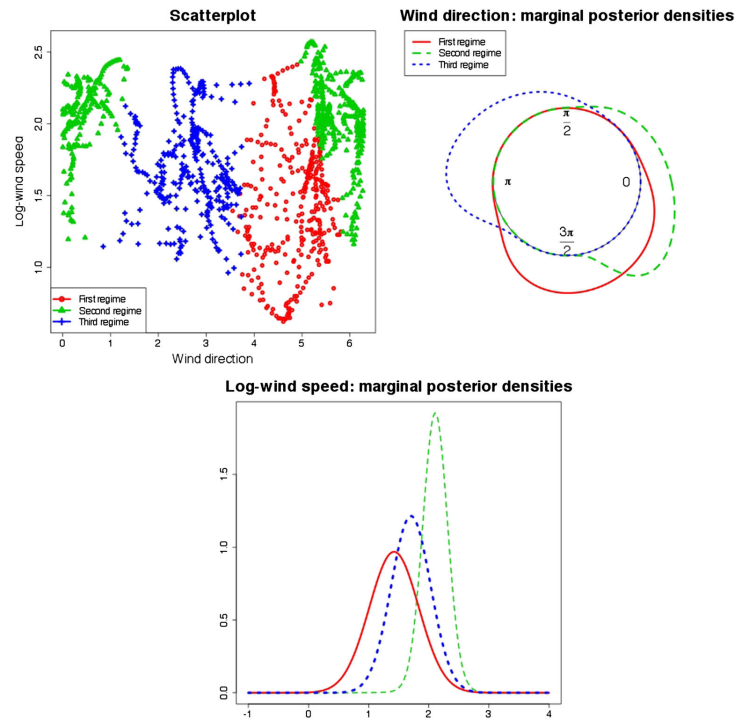 Scatterplot
2.5
2.0
1.5
1.0
Log-wind speed
First regime
Second regime
Third regime
0 1 2 3 4 5 6
Wind direction
Wind direction: marginal posterior densities
First regime
Second regime
Third regime
π
2
π
0
3π
2
Log-wind speed: marginal posterior densities
1.5
1.0
0.5
0.0
-1 0 1 2 3 4